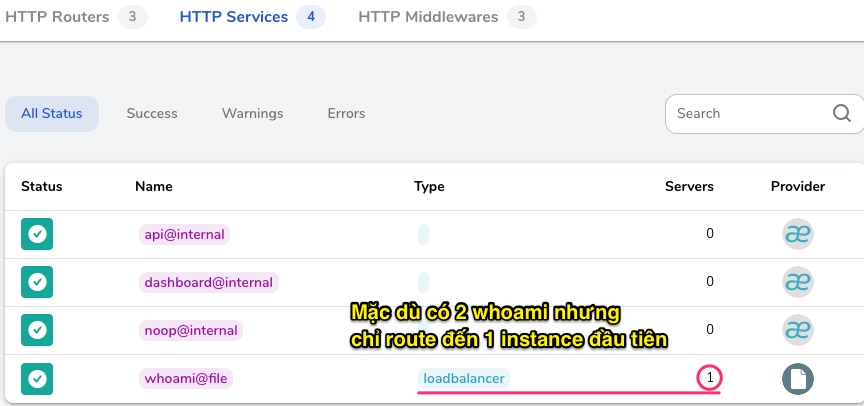 HTTP Routers 3 HTTP Services 4 HTTP Middlewares 3
All Status Success Warnings Errors Search
Status Name Type Servers Provider
api@internal 0
dashboard@internal 0
noop@internal 0
Mặc dù có 2 whoami nhưng
chỉ route đến 1 instance đầu tiên
whoami@file loadbalancer 1